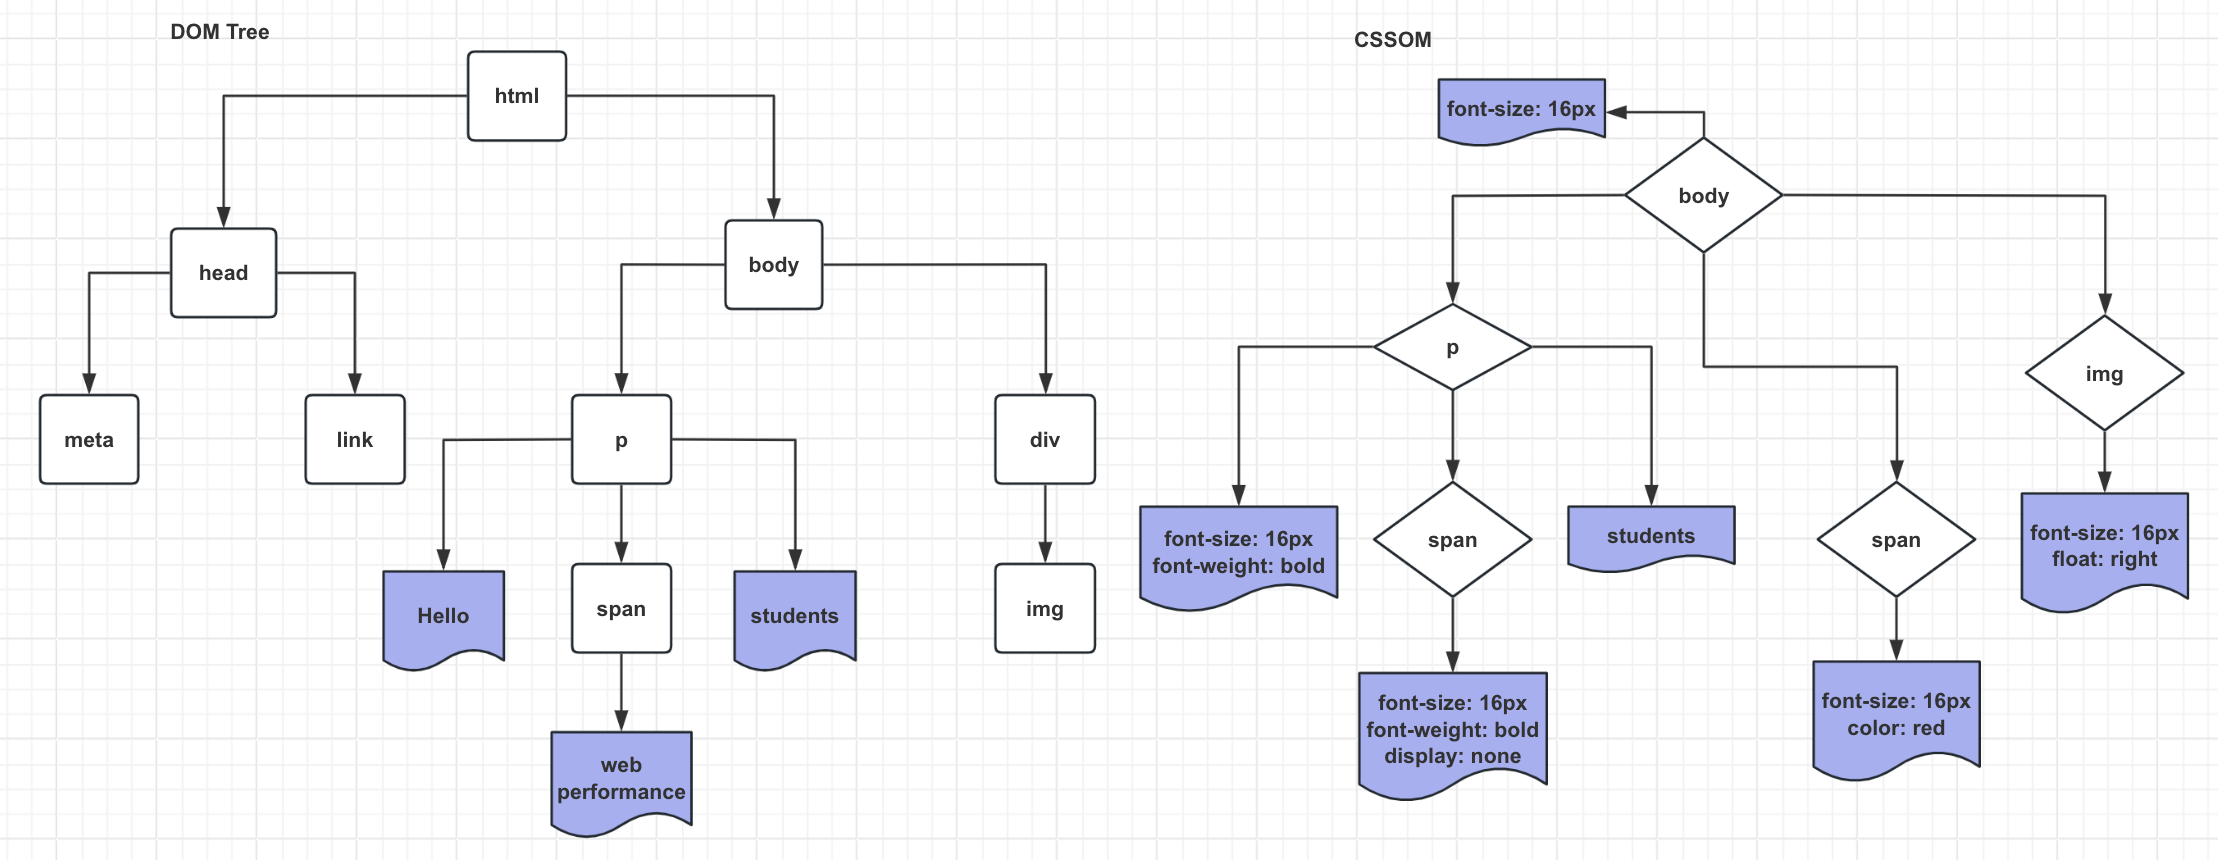 DOM Tree
html
head
body
meta
link
p
div
Hello
span
students
img
web
performance
CSSOM
font-size: 16px
body
p
img
font-size: 16px
font-weight: bold
span
students
span
font-size: 16px
float: right
font-size: 16px
font-weight: bold
display: none
font-size: 16px
color: red